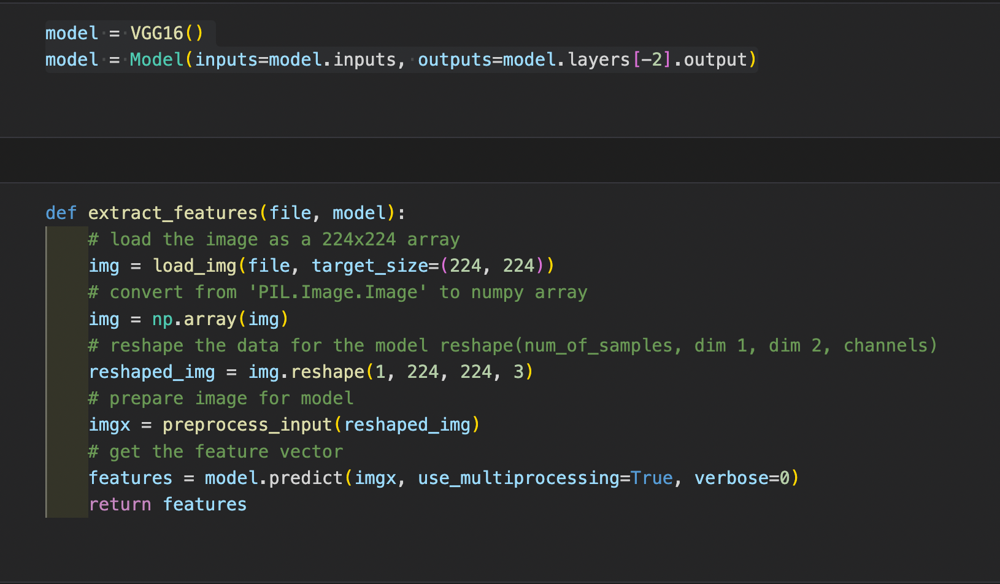 model = VGG16()
model = Model(inputs=model.inputs, outputs=model.layers[-2].output)
def extract_features(file, model):
    # load the image as a 224x224 array
    img = load_img(file, target_size=(224, 224))
    # convert from 'PIL.Image.Image' to numpy array
    img = np.array(img)
    # reshape the data for the model reshape(num_of_samples, dim 1, dim 2, channels)
    reshaped_img = img.reshape(1, 224, 224, 3)
    # prepare image for model
    imgx = preprocess_input(reshaped_img)
    # get the feature vector
    features = model.predict(imgx, use_multiprocessing=True, verbose=0)
    return features